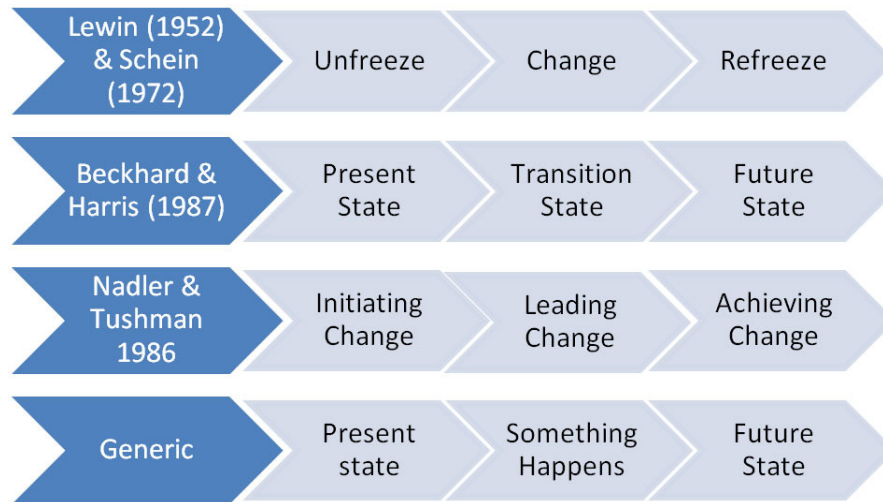 Lewin (1952)
& Schein
(1972)
Unfreeze
Change
Refreeze
Beckhard &
Harris (1987)
Present
State
Transition
State
Future
State
Nadler &
Tushman
1986
Initiating
Change
Leading
Change
Achieving
Change
Generic
Present
state
Something
Happens
Future
State